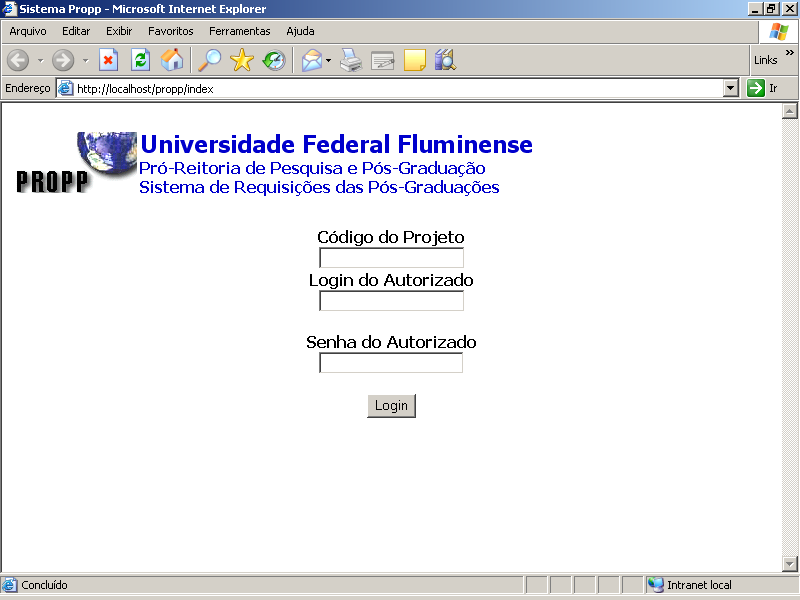 Sistema Propp - Microsoft Internet Explorer
Arquivo Editar Exibir Favoritos Ferramentas Ajuda
Links »
Endereço http://localhost/propp/index Ir
PROPP
Universidade Federal Fluminense
Pró-Reitoria de Pesquisa e Pós-Graduação
Sistema de Requisições das Pós-Graduações
Código do Projeto
Login do Autorizado
Senha do Autorizado
Login
Concluído Intranet local